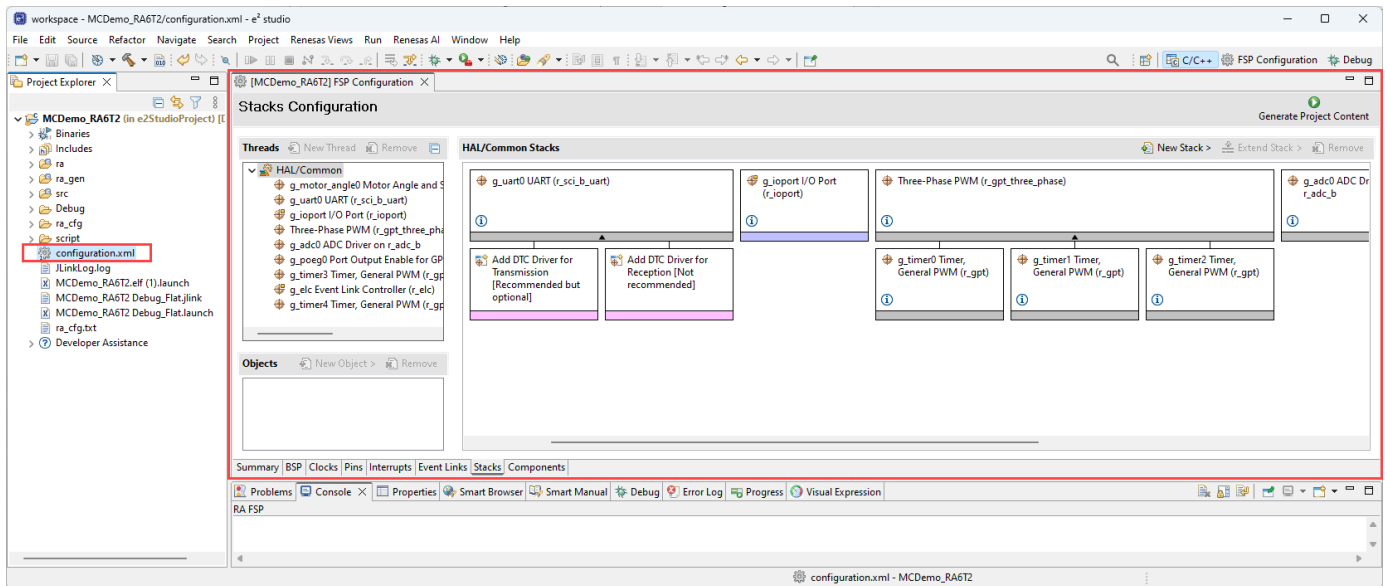 workspace - MCDemo_RA6T2/configuration.xml - e² studio
File Edit Source Refactor Navigate Search Project Renesas Views Run Renesas AI Window Help
C/C++ FSP Configuration Debug
Project Explorer
MCDemo_RA6T2 (in e2StudioProject) [D
Binaries
Includes
ra
ra_gen
src
Debug
ra_cfg
script
configuration.xml
JLinkLog.log
MCDemo_RA6T2.elf (1).launch
MCDemo_RA6T2 Debug_Flat.jlink
MCDemo_RA6T2 Debug_Flat.launch
ra_cfg.txt
Developer Assistance
[MCDemo_RA6T2] FSP Configuration
Stacks Configuration
Generate Project Content
Threads New Thread Remove
HAL/Common
g_motor_angle0 Motor Angle and S
g_uart0 UART (r_sci_b_uart)
g_ioport I/O Port (r_ioport)
Three-Phase PWM (r_gpt_three_pha
g_adc0 ADC Driver on r_adc_b
g_poeg0 Port Output Enable for GP
g_timer3 Timer, General PWM (r_gp
g_elc Event Link Controller (r_elc)
g_timer4 Timer, General PWM (r_gp
Objects New Object > Remove
HAL/Common Stacks
New Stack > Extend Stack > Remove
g_uart0 UART (r_sci_b_uart)
g_ioport I/O Port
(r_ioport)
Three-Phase PWM (r_gpt_three_phase)
g_adc0 ADC Dr
r_adc_b
Add DTC Driver for
Transmission
[Recommended but
optional]
Add DTC Driver for
Reception [Not
recommended]
g_timer0 Timer,
General PWM (r_gpt)
g_timer1 Timer,
General PWM (r_gpt)
g_timer2 Timer,
General PWM (r_gpt)
Summary BSP Clocks Pins Interrupts Event Links Stacks Components
Problems Console Properties Smart Browser Smart Manual Debug Error Log Progress Visual Expression
RA FSP
configuration.xml - MCDemo_RA6T2